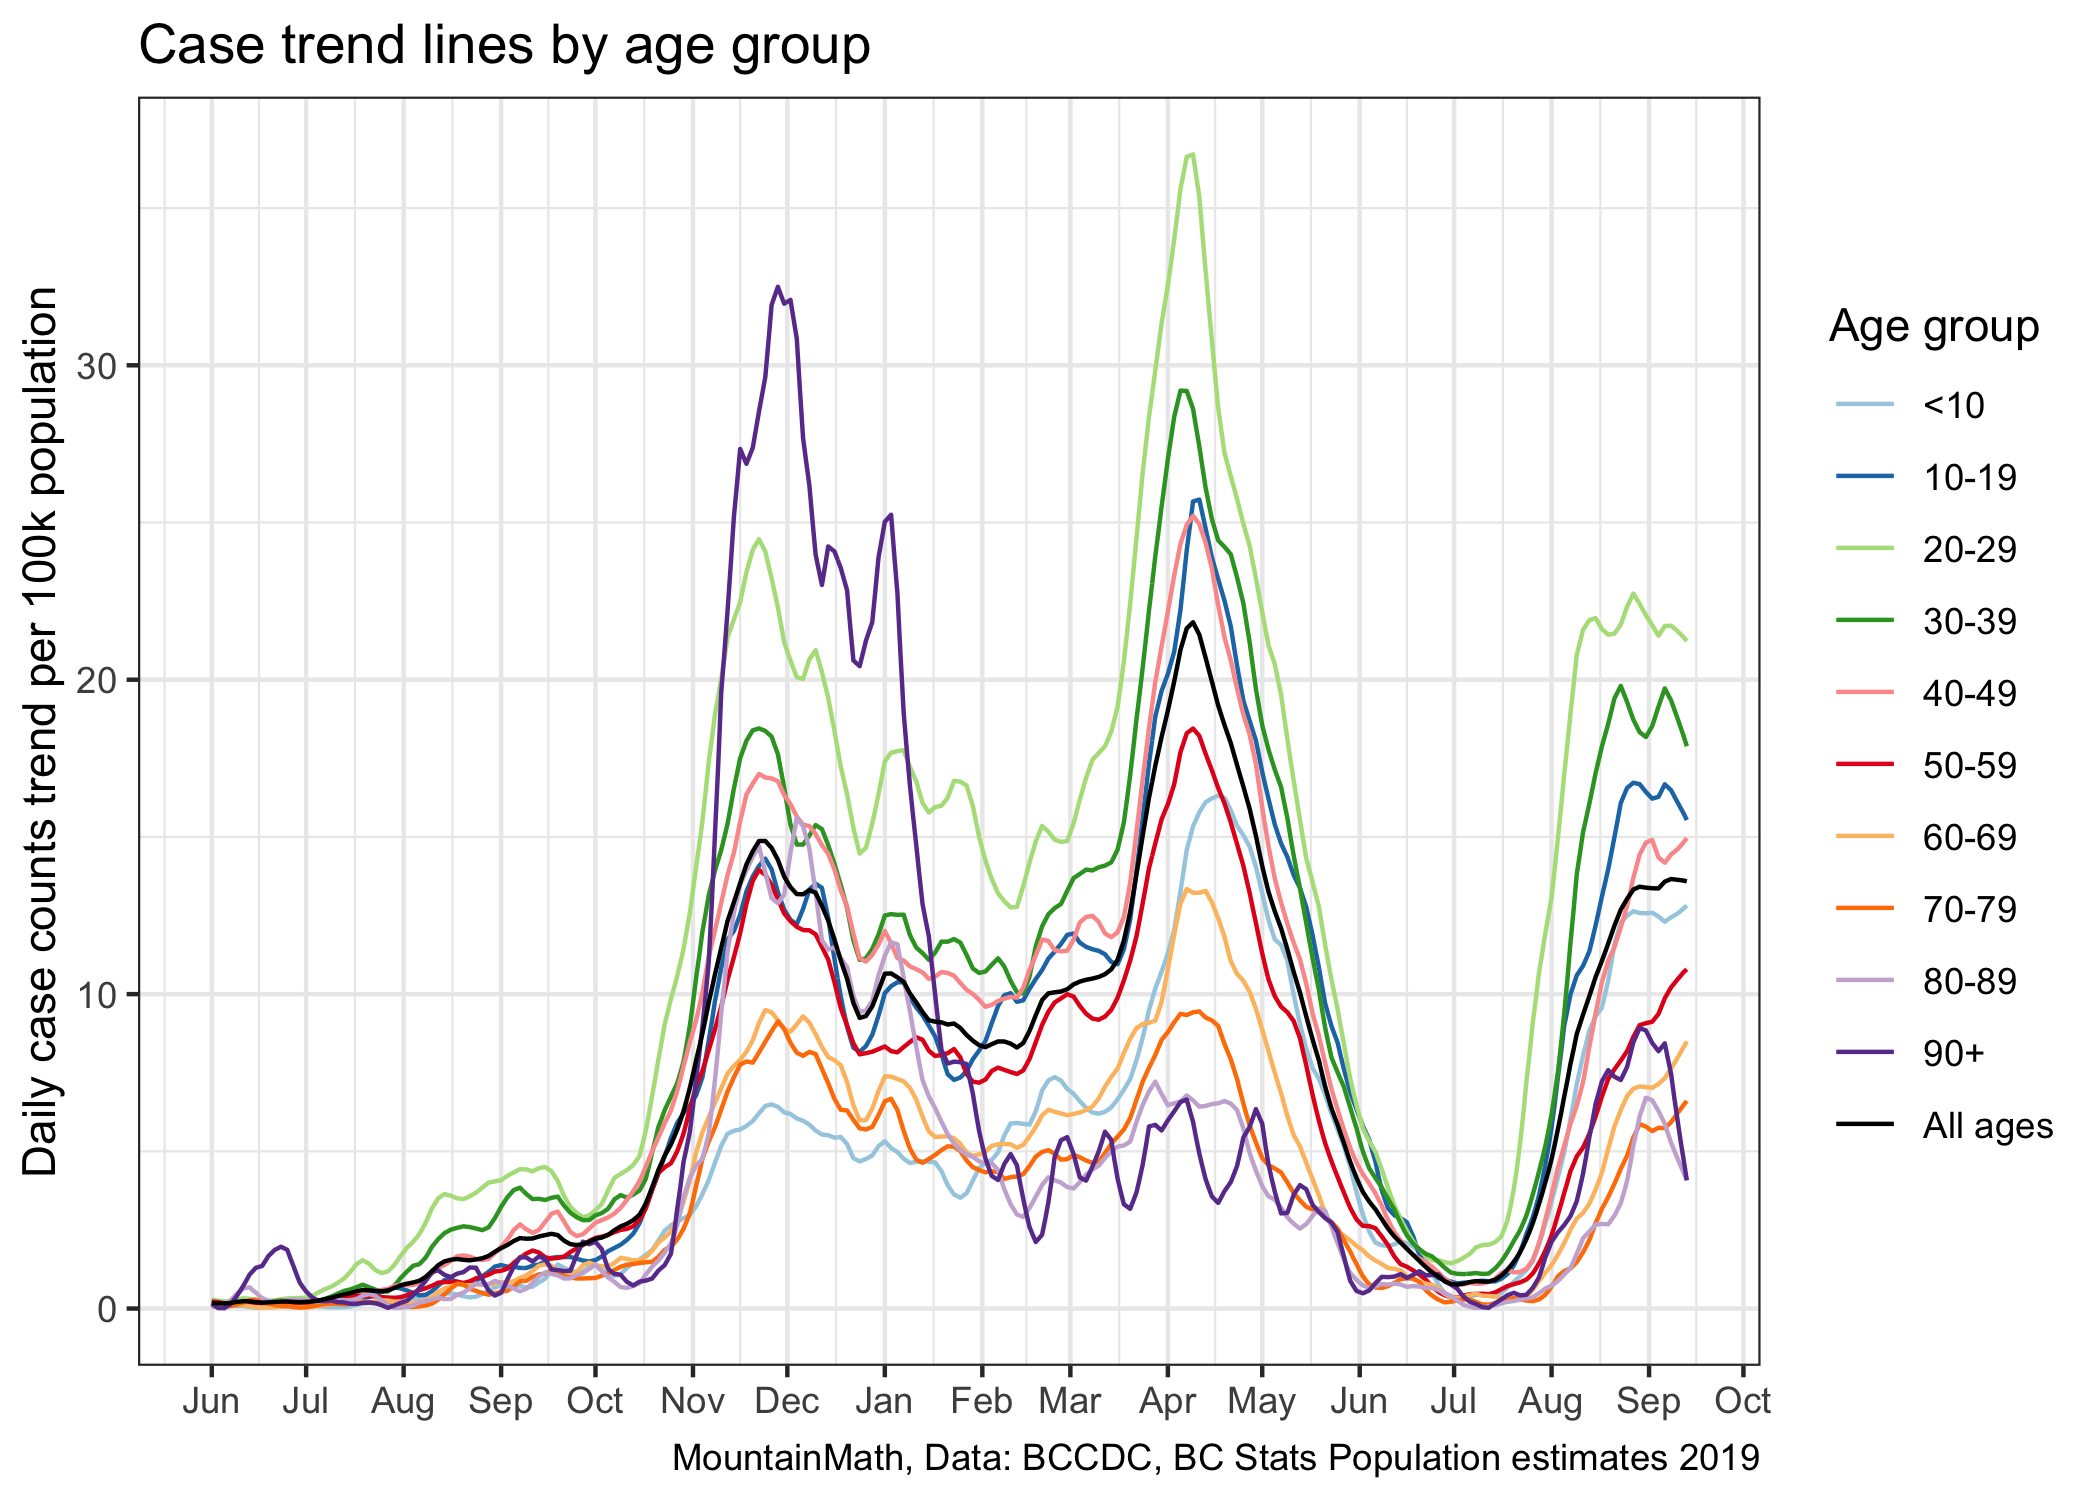 Case trend lines by age group
Daily case counts trend per 100k population
30
20
10
0
Jun Jul Aug Sep Oct Nov Dec Jan Feb Mar Apr May Jun Jul Aug Sep Oct
Age group
<10
10-19
20-29
30-39
40-49
50-59
60-69
70-79
80-89
90+
All ages
MountainMath, Data: BCCDC, BC Stats Population estimates 2019